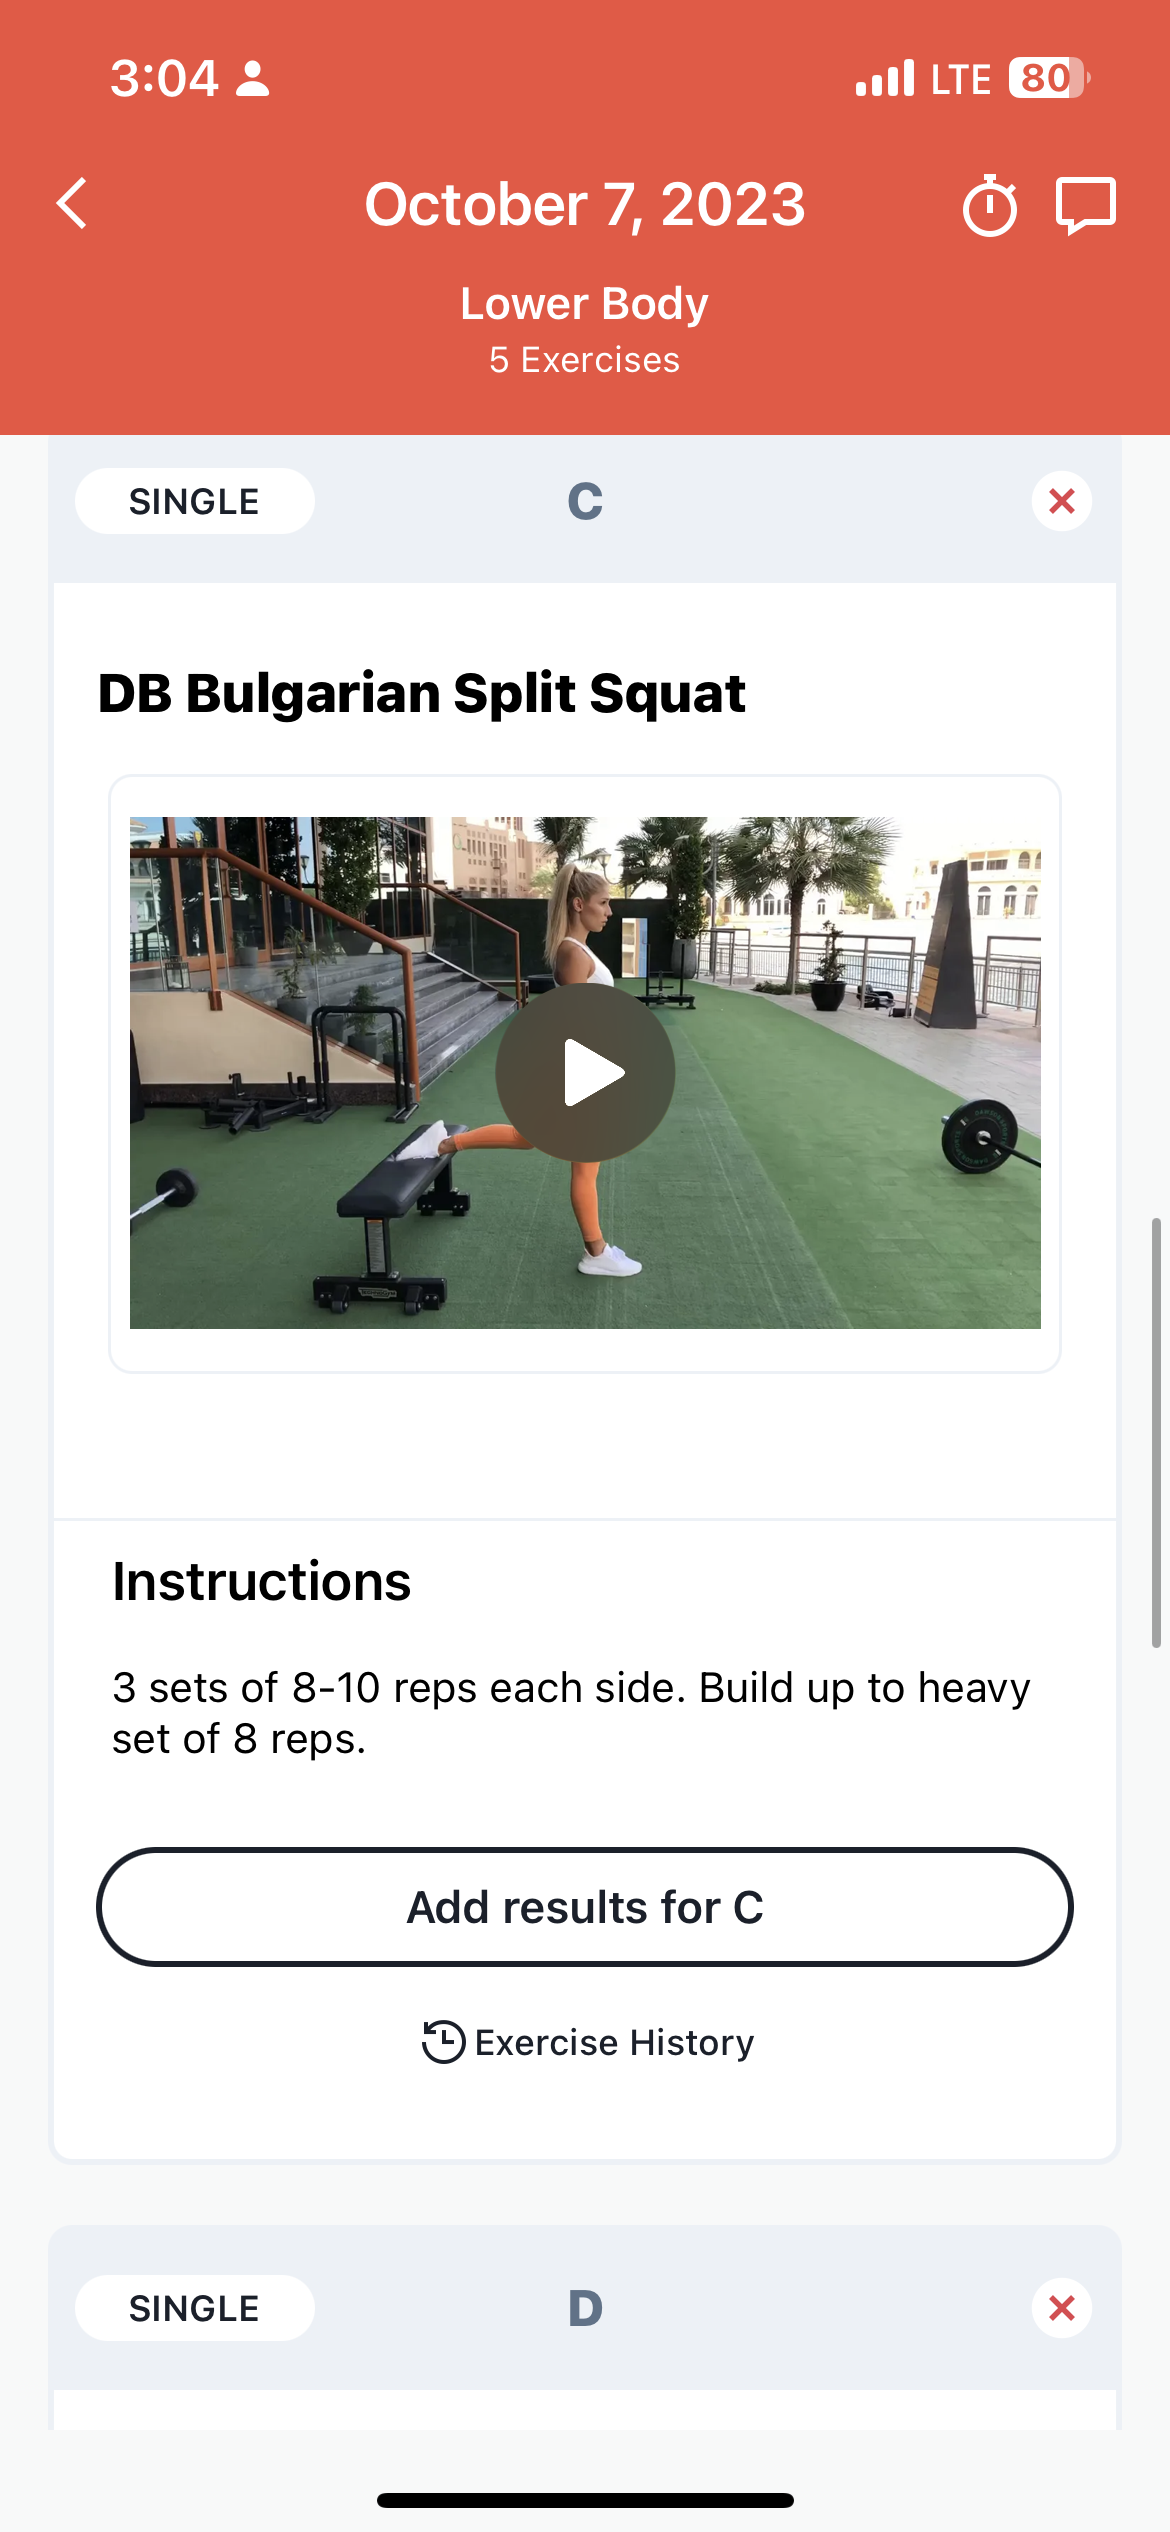 3:04
LTE
80
October 7, 2023
Lower Body
5 Exercises
SINGLE
C
DB Bulgarian Split Squat
Instructions
3 sets of 8-10 reps each side. Build up to heavy
set of 8 reps.
Add results for C
Exercise History
SINGLE
D